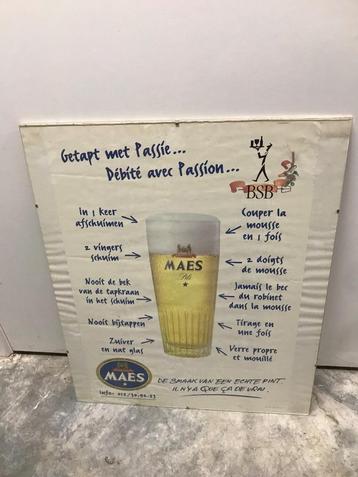 Getapt met Passie...
Débité avec Passion...
BSB
In 1 keer
afschuimen
2 vingers
schuim
Nooit de bek
van de tapkraan
in het schuim
Nooit bijtappen
Zuiver
en nat glas
MAES
Pils
Couper la
mousse
en 1 fois
2 doigts
de mousse
Jamais le bec
du robinet
dans la mousse
Tirage en
une fois
Verre propre
et mouillé
MAES
DE SMAAK VAN EEN ECHTE PINT
IL N'Y A QUE ÇA DE VRAI
Info: